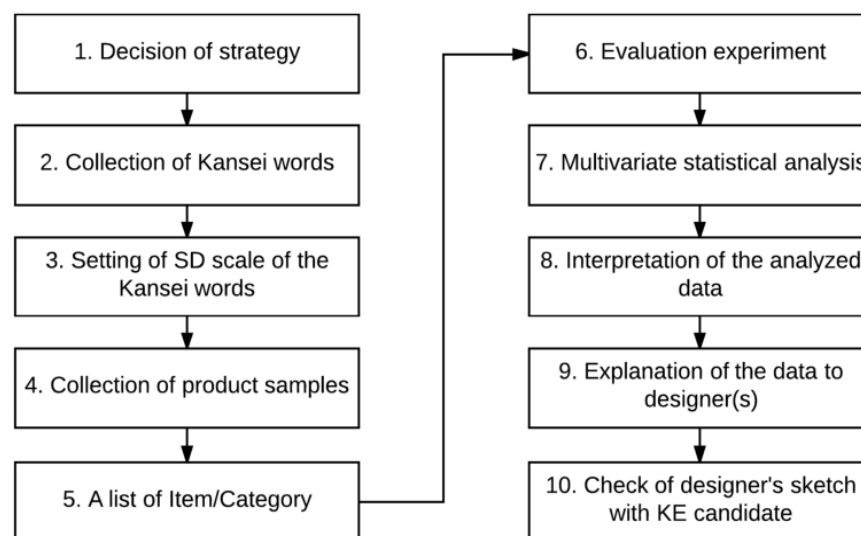 1. Decision of strategy
2. Collection of Kansei words
3. Setting of SD scale of the
Kansei words
4. Collection of product samples
5. A list of Item/Category
6. Evaluation experiment
7. Multivariate statistical analysis
8. Interpretation of the analyzed
data
9. Explanation of the data to
designer(s)
10. Check of designer's sketch
with KE candidate